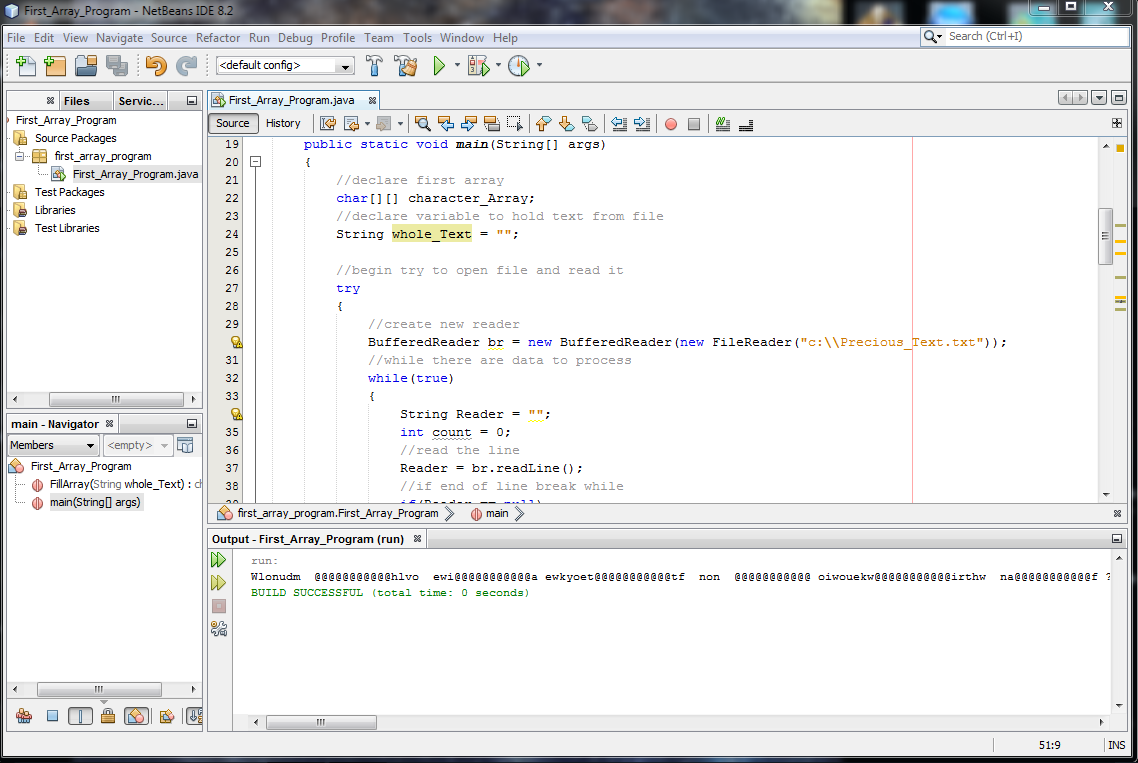 First_Array_Program - NetBeans IDE 8.2
File Edit View Navigate Source Refactor Run Debug Profile Team Tools Window Help
Search (Ctrl+I)
<default config>
Files Servic...
First_Array_Program
Source Packages
first_array_program
First_Array_Program.java
Test Packages
Libraries
Test Libraries
main - Navigator
Members <empty>
First_Array_Program
FillArray(String whole_Text) : ch
main(String[] args)
First_Array_Program.java
Source History
19 public static void main(String[] args)
20 {
21 //declare first array
22 char[][] character_Array;
23 //declare variable to hold text from file
24 String whole_Text = "";
25
26 //begin try to open file and read it
27 try
28 {
29 //create new reader
BufferedReader br = new BufferedReader(new FileReader("c:\\Precious_Text.txt"));
31 //while there are data to process
32 while(true)
33 {
String Reader = "";
35 int count = 0;
36 //read the line
37 Reader = br.readLine();
38 //if end of line break while
39 if(Reader == null)
first_array_program.First_Array_Program main
Output - First_Array_Program (run)
run:
Wlonudm @@@@@@@@@@@hlvo ewi@@@@@@@@@@@a ewkyoet@@@@@@@@@@@tf non @@@@@@@@@@@ oiwouekw@@@@@@@@@@@irthw na@@@@@@@@@@@f ?
BUILD SUCCESSFUL (total time: 0 seconds)
51:9 INS